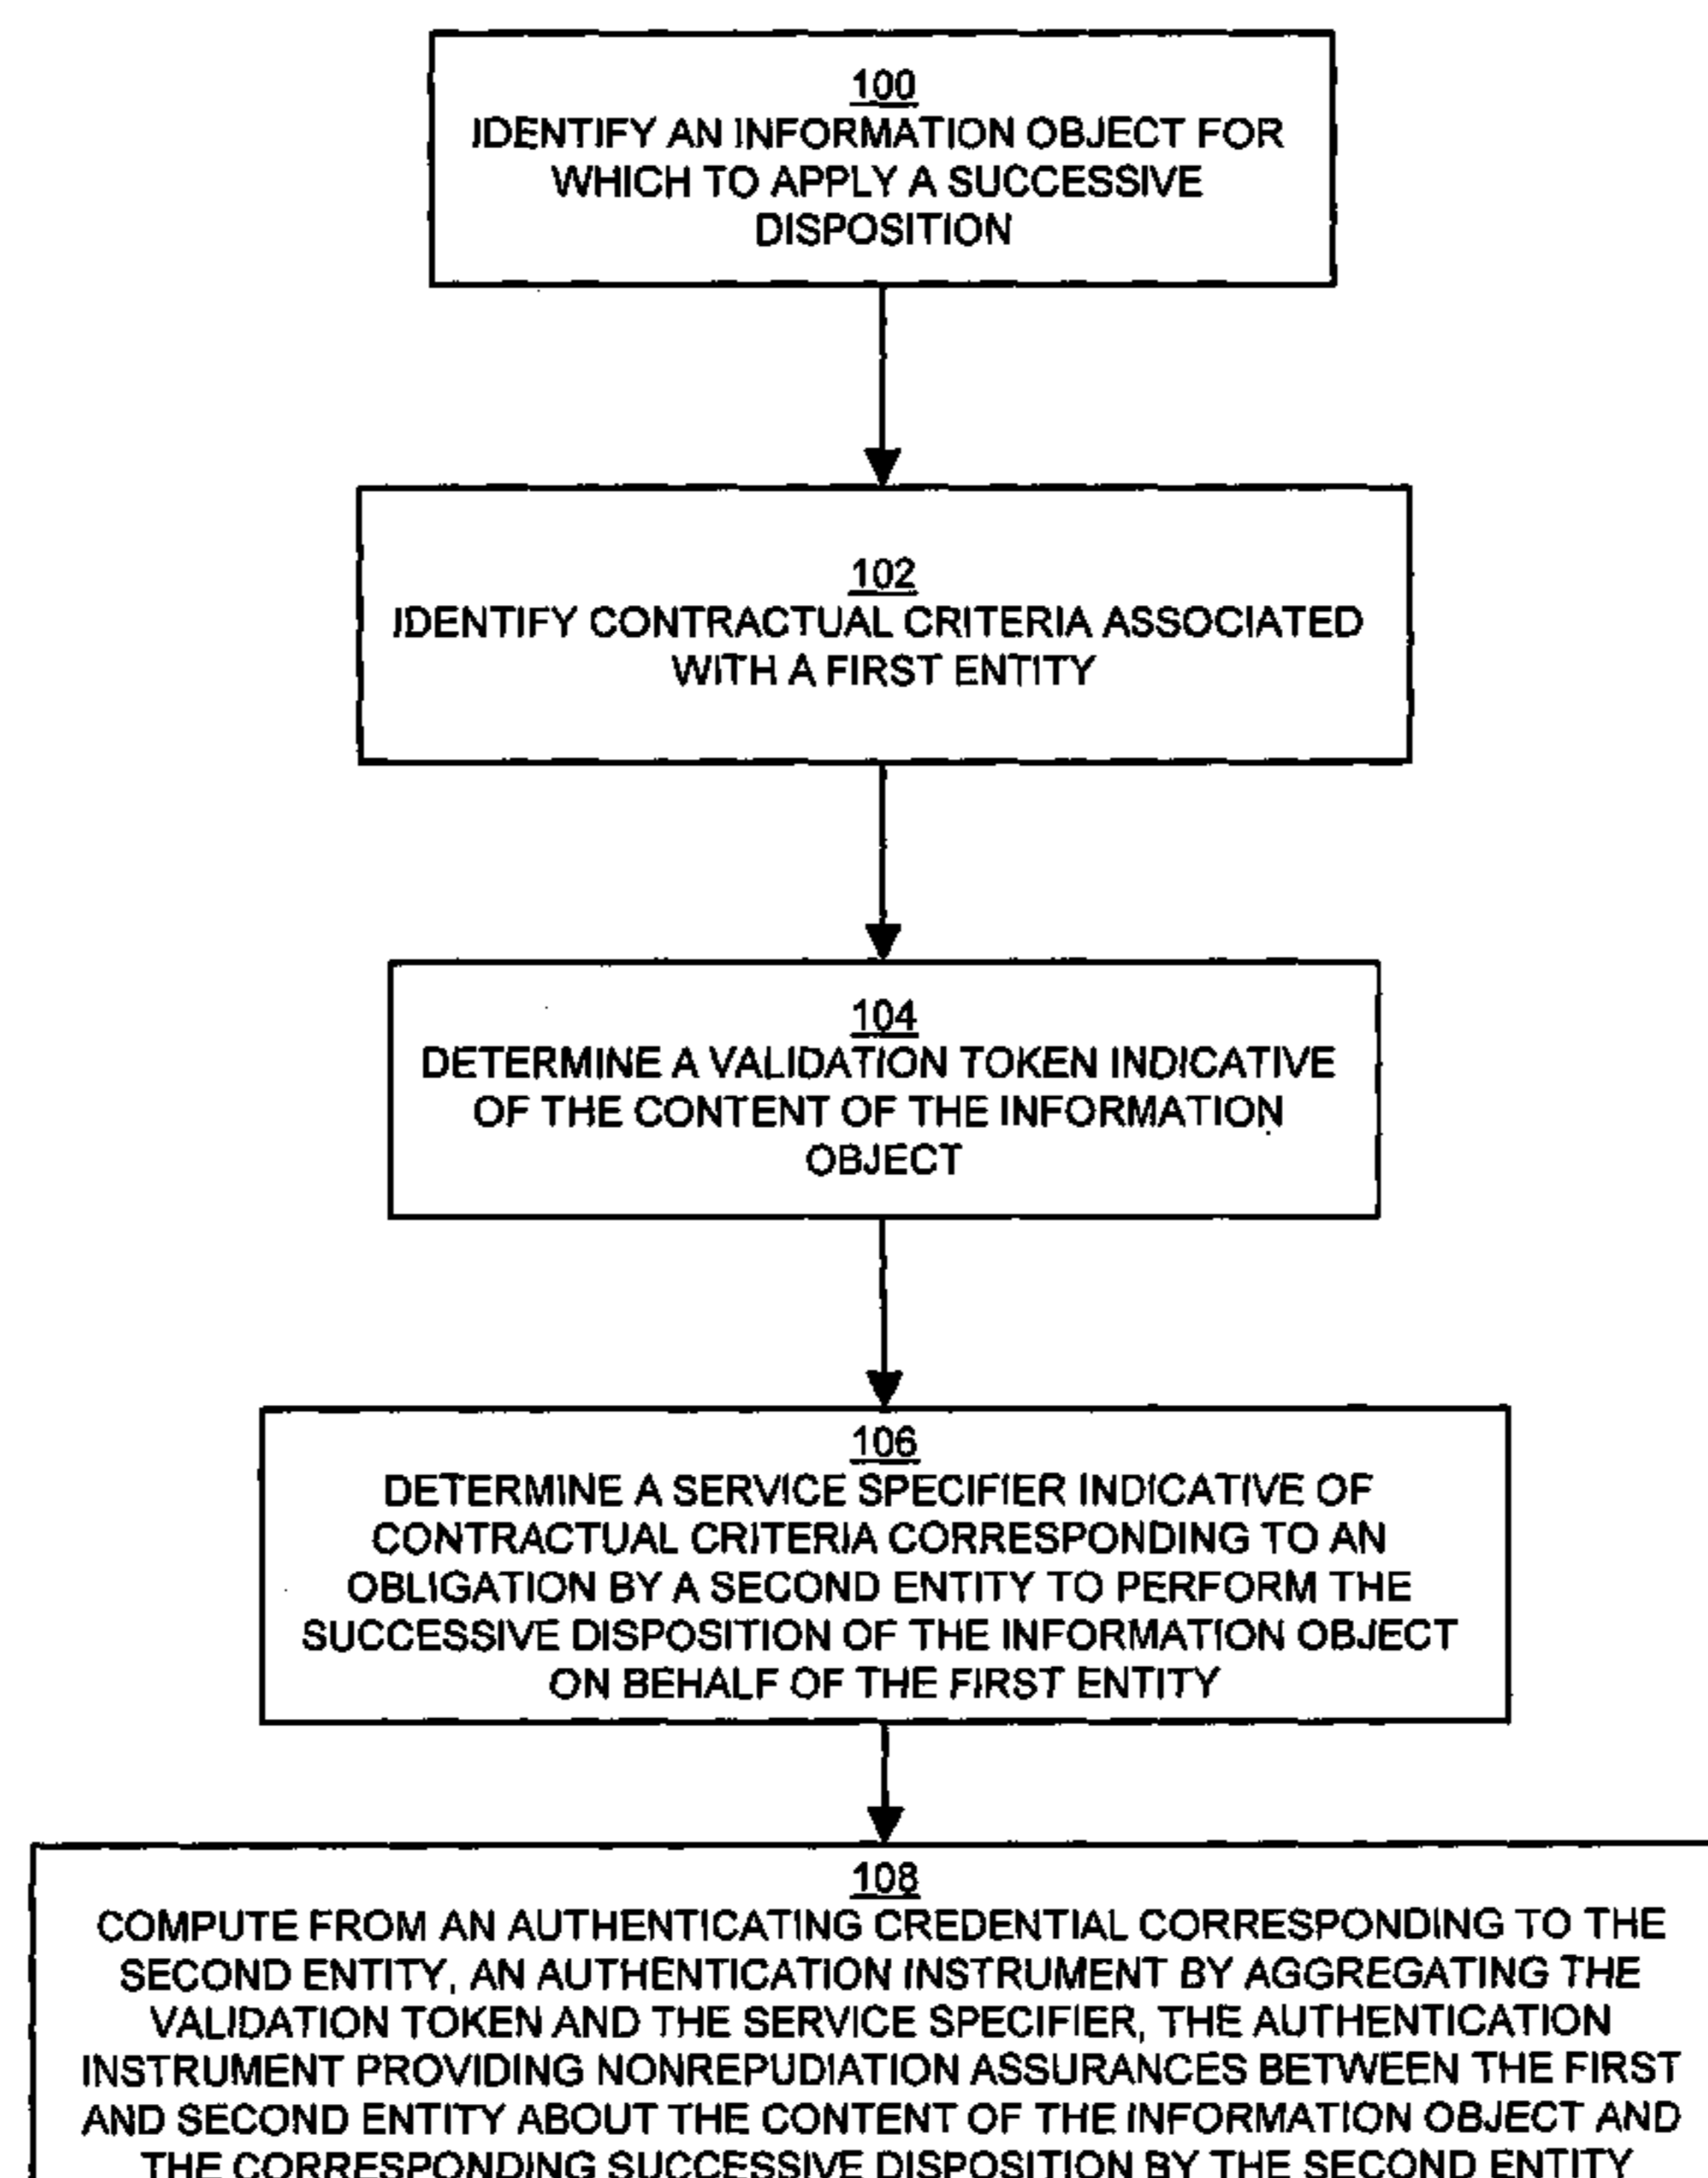 100
IDENTIFY AN INFORMATION OBJECT FOR
WHICH TO APPLY A SUCCESSIVE
DISPOSITION
102
IDENTIFY CONTRACTUAL CRITERIA ASSOCIATED
WITH A FIRST ENTITY
104
DETERMINE A VALIDATION TOKEN INDICATIVE
OF THE CONTENT OF THE INFORMATION
OBJECT
106
DETERMINE A SERVICE SPECIFIER INDICATIVE OF
CONTRACTUAL CRITERIA CORRESPONDING TO AN
OBLIGATION BY A SECOND ENTITY TO PERFORM THE
SUCCESSIVE DISPOSITION OF THE INFORMATION OBJECT
ON BEHALF OF THE FIRST ENTITY
108
COMPUTE FROM AN AUTHENTICATING CREDENTIAL CORRESPONDING TO THE
SECOND ENTITY, AN AUTHENTICATION INSTRUMENT BY AGGREGATING THE
VALIDATION TOKEN AND THE SERVICE SPECIFIER, THE AUTHENTICATION
INSTRUMENT PROVIDING NONREPUDIATION ASSURANCES BETWEEN THE FIRST
AND SECOND ENTITY ABOUT THE CONTENT OF THE INFORMATION OBJECT AND
THE CORRESPONDING SUCCESSIVE DISPOSITION BY THE SECOND ENTITY